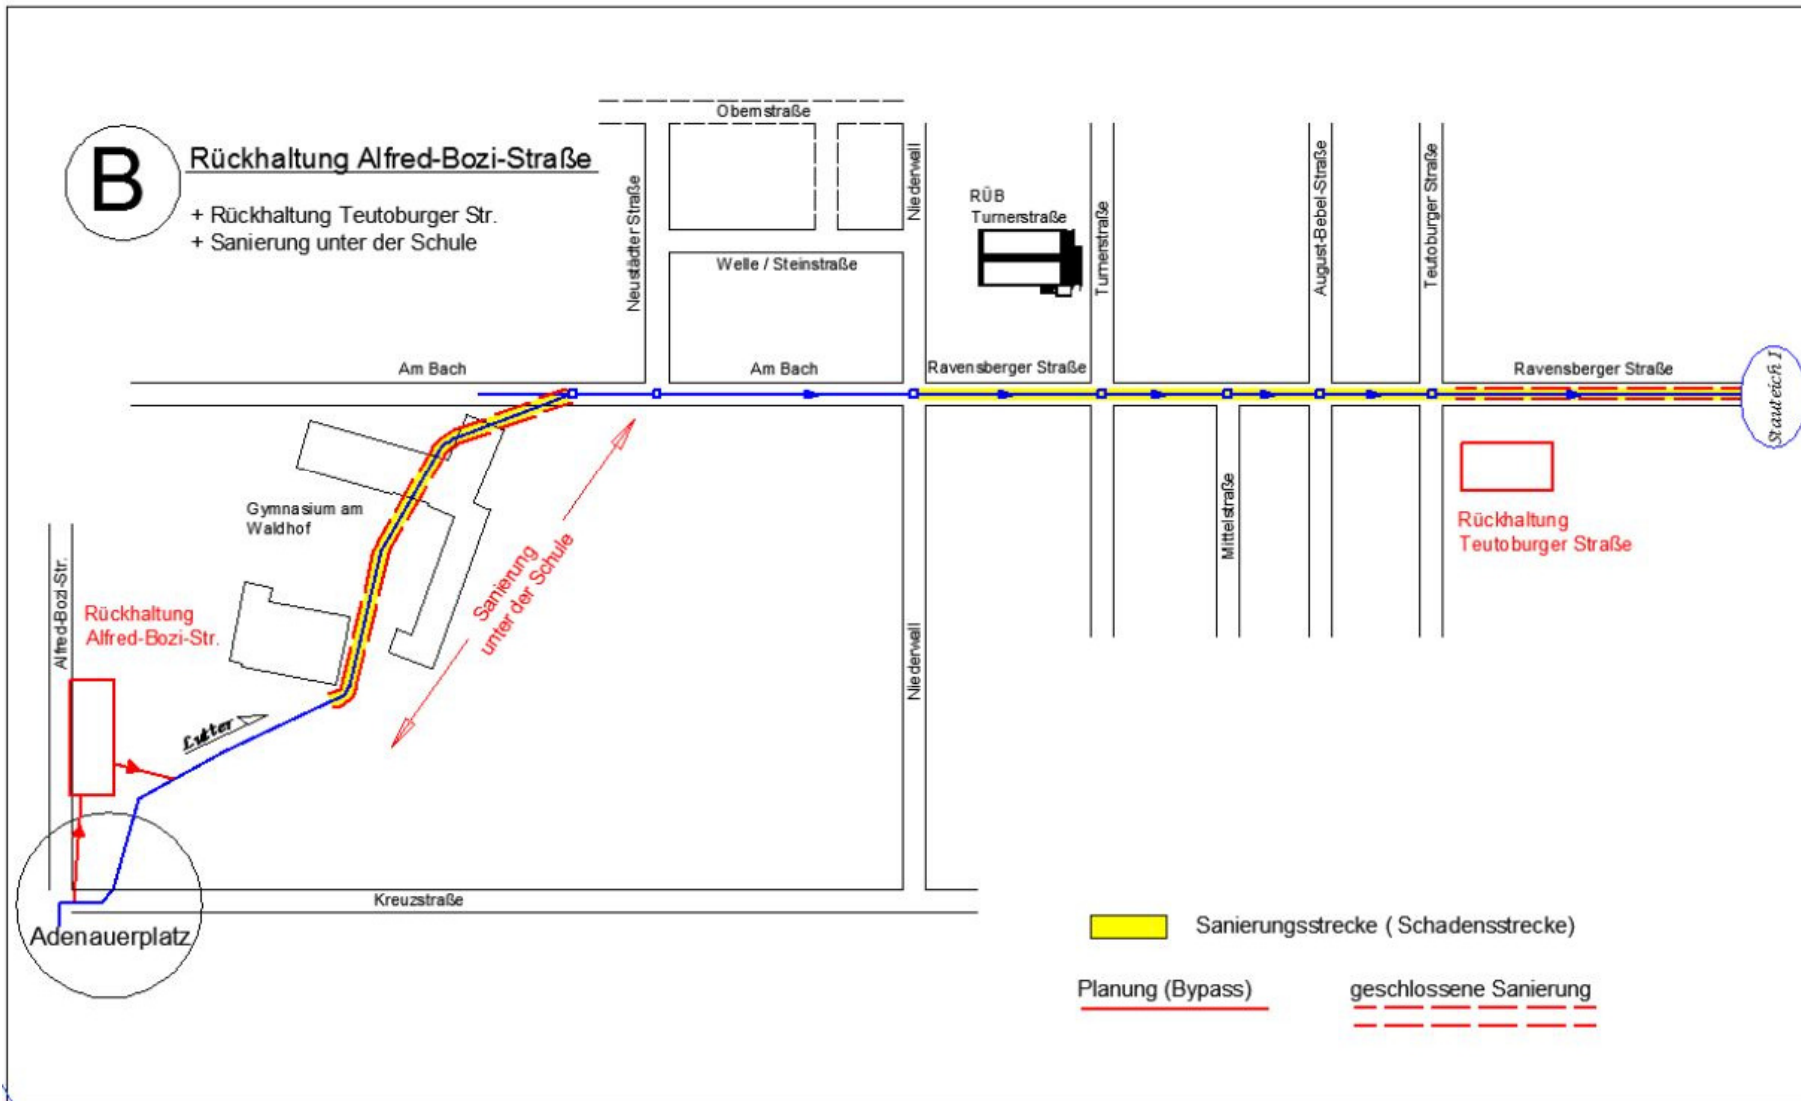 B
Rückhaltung Alfred-Bozi-Straße
+ Rückhaltung Teutoburger Str.
+ Sanierung unter der Schule
Obernstraße
Neustädter Straße
Niederwall
Welle / Steinstraße
RÜB
Turnerstraße
Turnerstraße
August-Bebel-Straße
Teutoburger Straße
Am Bach
Am Bach
Ravensberger Straße
Ravensberger Straße
Stauteich I
Gymnasium am
Waldhof
Sanierung
unter der Schule
Mittelstraße
Rückhaltung
Teutoburger Straße
Alfred-Bozi-Str.
Rückhaltung
Alfred-Bozi-Str.
Niederwall
Lutter
Kreuzstraße
Adenauerplatz
Sanierungsstrecke ( Schadensstrecke)
Planung (Bypass)
geschlossene Sanierung